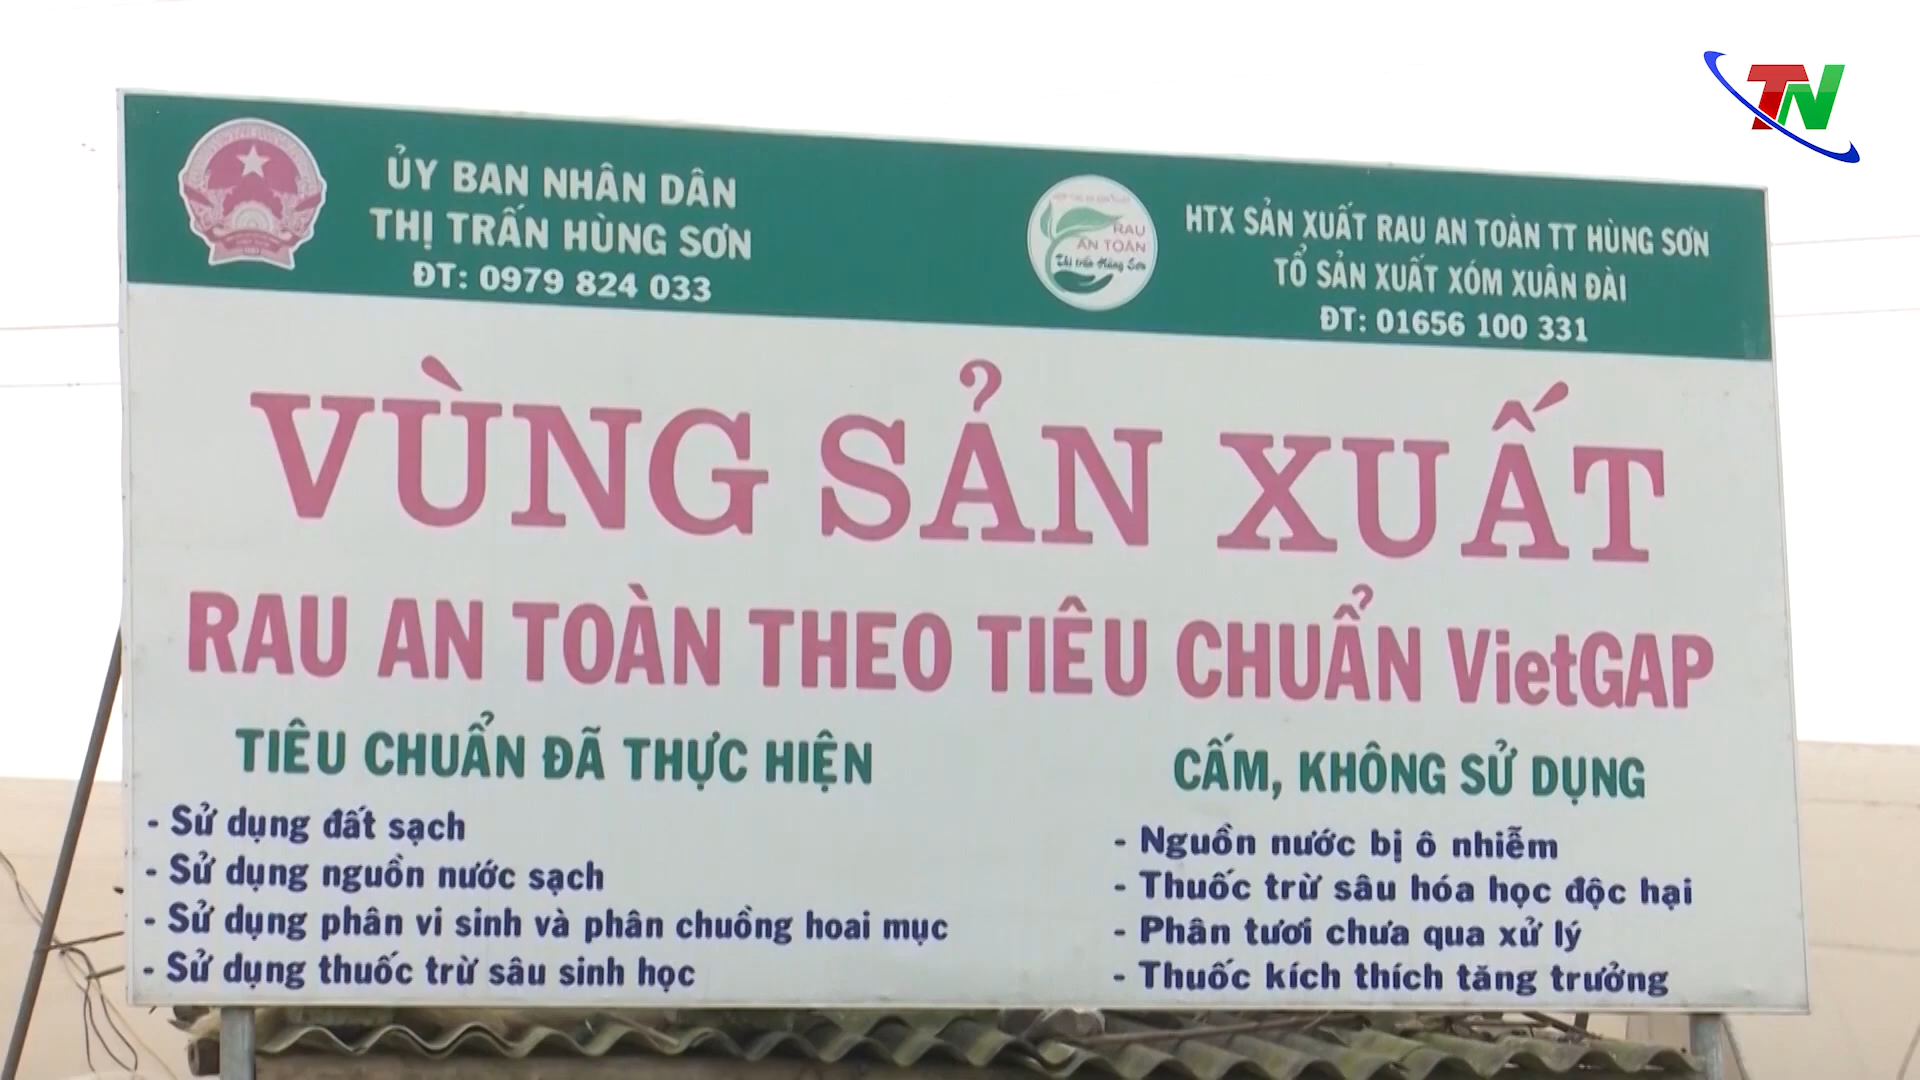 TN
ỦY BAN NHÂN DÂN
THỊ TRẤN HÙNG SƠN
ĐT: 0979 824 033
RAU
AN TOÀN
Thị trấn Hùng Sơn
HTX SẢN XUẤT RAU AN TOÀN TT HÙNG SƠN
TỔ SẢN XUẤT XÓM XUÂN ĐÀI
ĐT: 01656 100 331
VÙNG SẢN XUẤT
RAU AN TOÀN THEO TIÊU CHUẨN VietGAP
TIÊU CHUẨN ĐÃ THỰC HIỆN
- Sử dụng đất sạch
- Sử dụng nguồn nước sạch
- Sử dụng phân vi sinh và phân chuồng hoai mục
- Sử dụng thuốc trừ sâu sinh học
CẤM, KHÔNG SỬ DỤNG
- Nguồn nước bị ô nhiễm
- Thuốc trừ sâu hóa học độc hại
- Phân tươi chưa qua xử lý
- Thuốc kích thích tăng trưởng